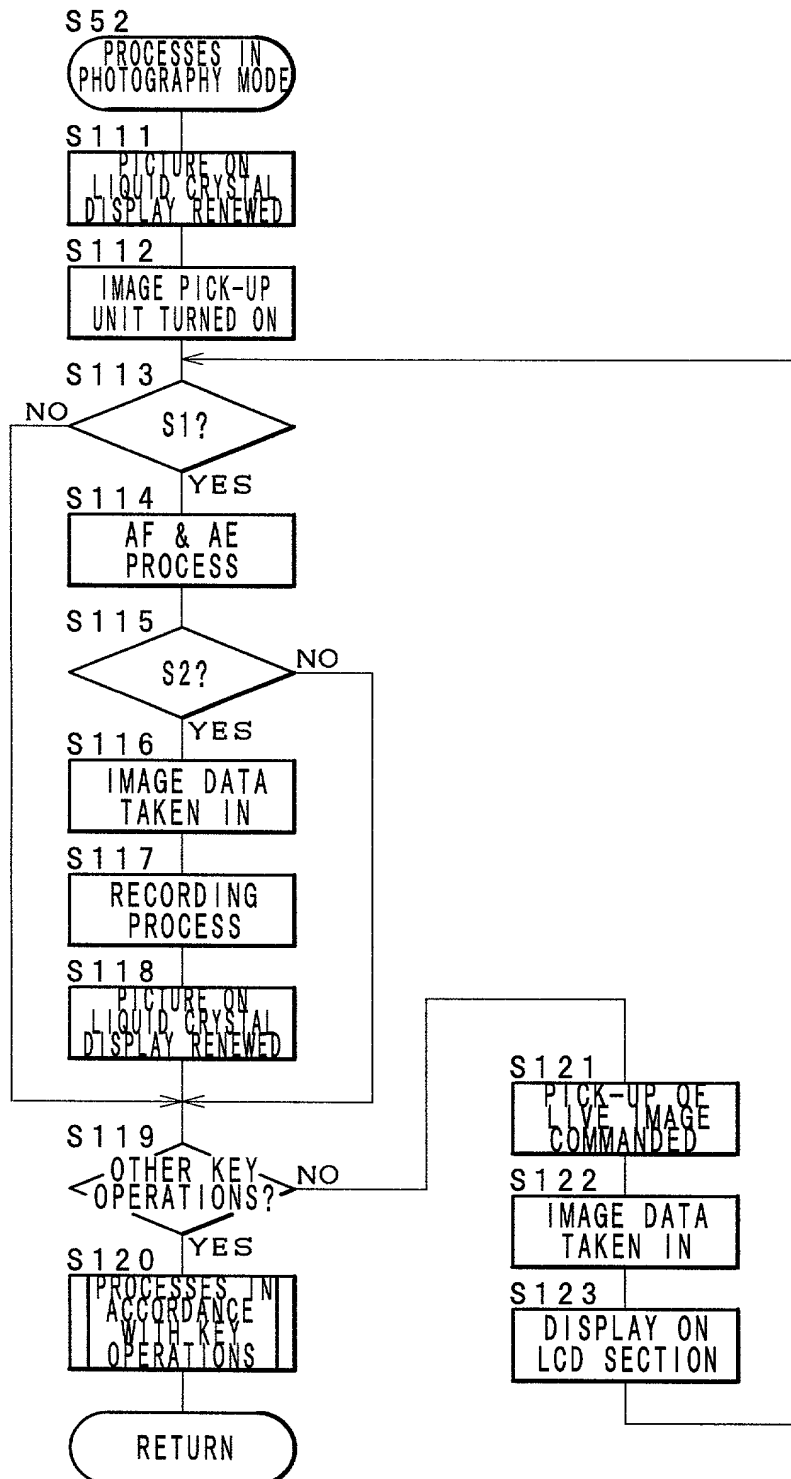 S52
PROCESSES IN
PHOTOGRAPHY MODE
S111
PICTURE ON
LIQUID CRYSTAL
DISPLAY RENEWED
S112
IMAGE PICK-UP
UNIT TURNED ON
S113
NO
S1?
YES
S114
AF & AE
PROCESS
S115
S2?
NO
YES
S116
IMAGE DATA
TAKEN IN
S117
RECORDING
PROCESS
S118
PICTURE ON
LIQUID CRYSTAL
DISPLAY RENEWED
S119
OTHER KEY
OPERATIONS?
NO
YES
S120
PROCESSES IN
ACCORDANCE
WITH KEY
OPERATIONS
RETURN
S121
PICK-UP OF
LIVE IMAGE
COMMANDED
S122
IMAGE DATA
TAKEN IN
S123
DISPLAY ON
LCD SECTION